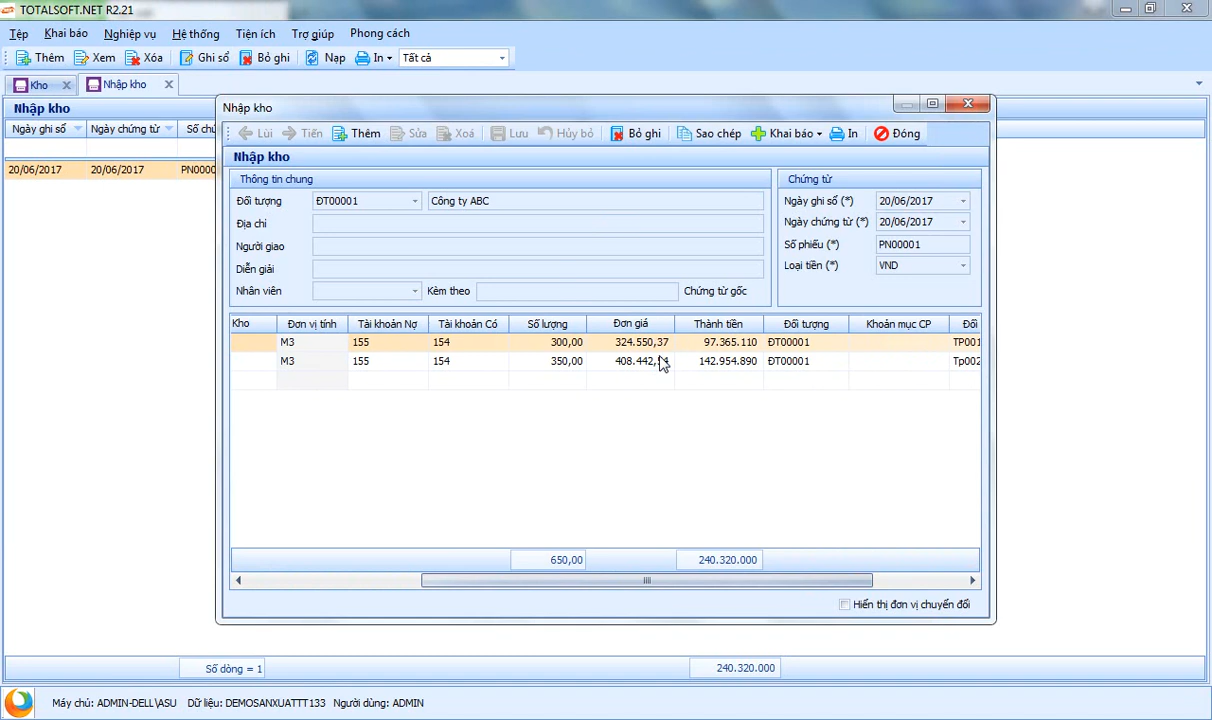 TOTALSOFT.NET R2.21
Tệp Khai báo Nghiệp vụ Hệ thống Tiện ích Trợ giúp Phong cách
Thêm Xem Xóa Ghi sổ Bỏ ghi Nạp In Tất cả
Kho Nhập kho
Nhập kho
Ngày ghi sổ Ngày chứng từ Số chứ
20/06/2017 20/06/2017 PN0000
Nhập kho
Lùi Tiến Thêm Sửa Xoá Lưu Hủy bỏ Bỏ ghi Sao chép Khai báo In Đóng
Nhập kho
Thông tin chung
Đối tượng ĐT00001 Công ty ABC
Địa chỉ
Người giao
Diễn giải
Nhân viên Kèm theo Chứng từ gốc
Chứng từ
Ngày ghi sổ (*) 20/06/2017
Ngày chứng từ (*) 20/06/2017
Số phiếu (*) PN00001
Loại tiền (*) VND
Kho Đơn vị tính Tài khoản Nợ Tài khoản Có Số lượng Đơn giá Thành tiền Đối tượng Khoản mục CP Đối
M3 155 154 300,00 324.550,37 97.365.110 ĐT00001 TP001
M3 155 154 350,00 408.442, 142.954.890 ĐT00001 Tp002
650,00 240.320.000
Hiển thị đơn vị chuyển đổi
Số dòng = 1 240.320.000
Máy chủ: ADMIN-DELL\ASU Dữ liệu: DEMOSANXUATTT133 Người dùng: ADMIN